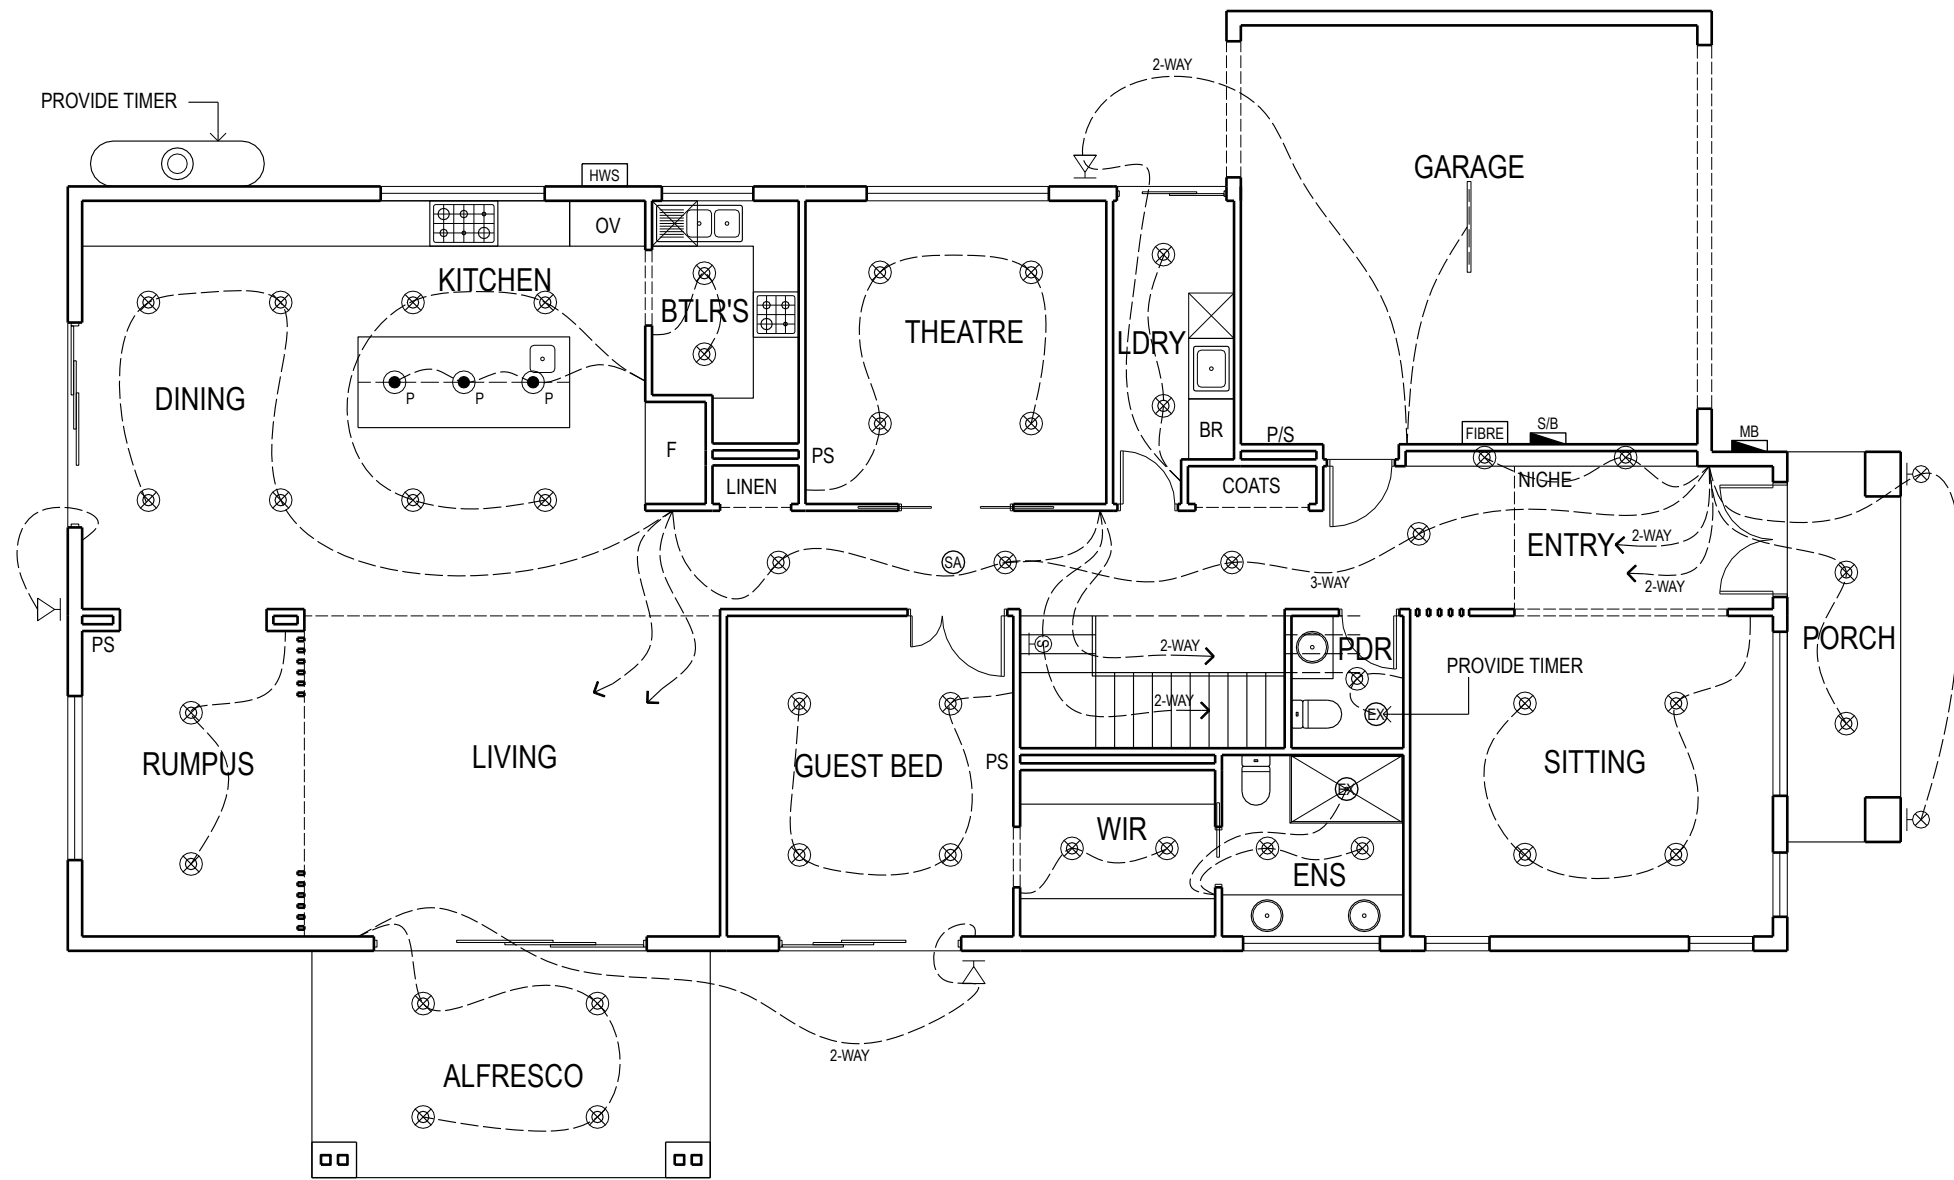 2-WAY
PROVIDE TIMER
GARAGE
HWS
OV
KITCHEN
BTLR'S
THEATRE
LDRY
DINING
P
P
P
BR
P/S
FIBRE
S/B
MB
F
PS
LINEN
COATS
NICHE
2-WAY
ENTRY
SA
3-WAY
2-WAY
PS
S
2-WAY
PDR
PORCH
PROVIDE TIMER
2-WAY
EX
RUMPUS
LIVING
GUEST BED
PS
SITTING
EX
WIR
ENS
2-WAY
ALFRESCO